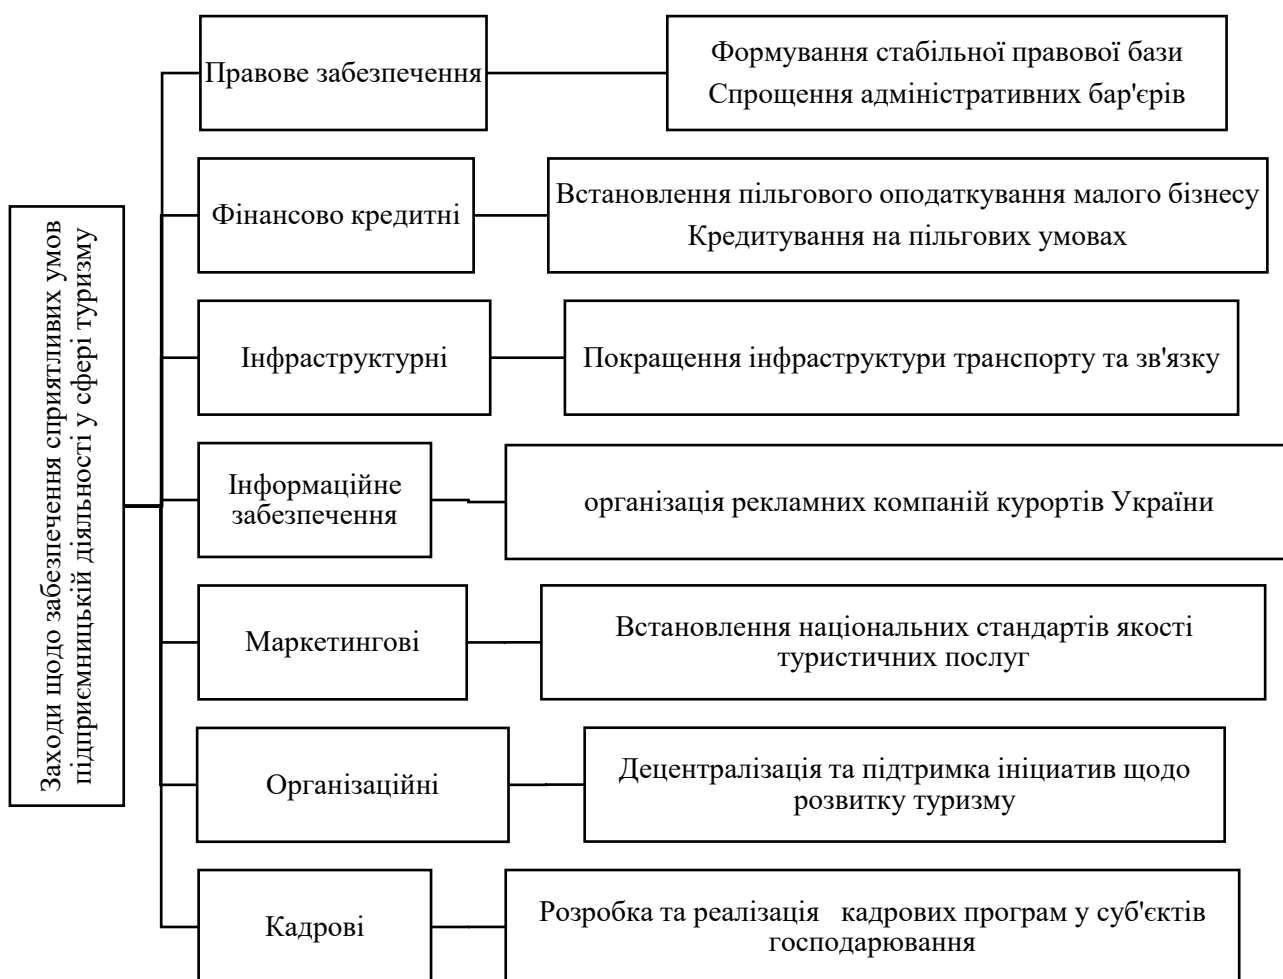 Заходи щодо забезпечення сприятливих умов
підприємницькій діяльності у сфері туризму
Правове забезпечення
Формування стабільної правової бази
Спрощення адміністративних бар'єрів
Фінансово кредитні
Встановлення пільгового оподаткування малого бізнесу
Кредитування на пільгових умовах
Інфраструктурні
Покращення інфраструктури транспорту та зв'язку
Інформаційне
забезпечення
організація рекламних компаній курортів України
Маркетингові
Встановлення національних стандартів якості
туристичних послуг
Організаційні
Децентралізація та підтримка ініциатив щодо
розвитку туризму
Кадрові
Розробка та реалізація кадрових програм у суб'єктів
господарювання